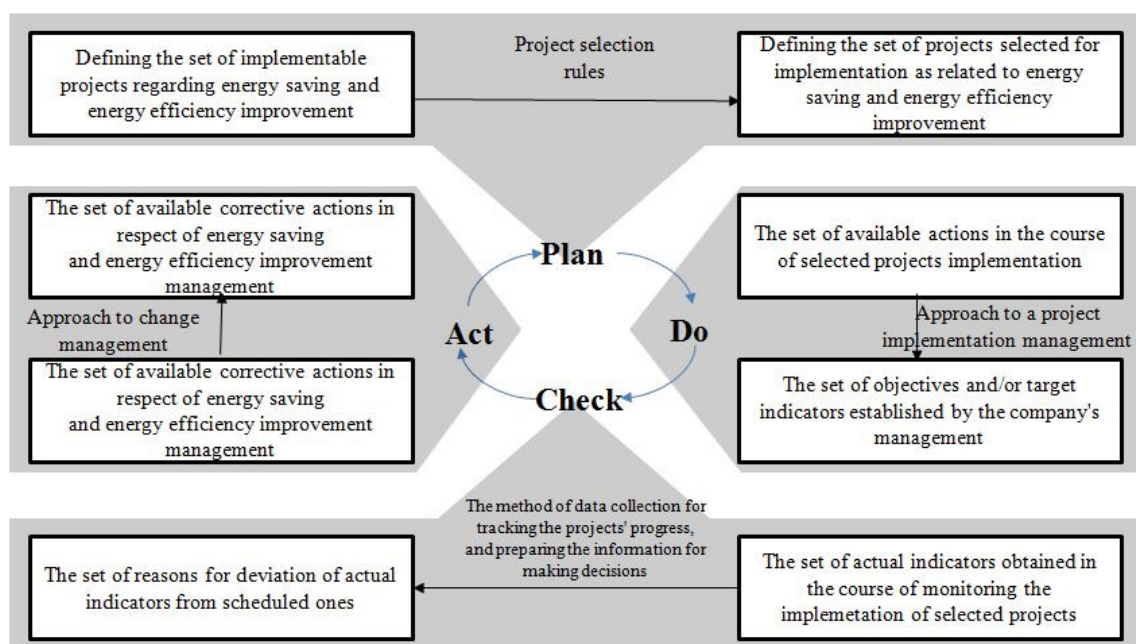 Defining the set of implementable
projects regarding energy saving and
energy efficiency improvement
Project selection
rules
Defining the set of projects selected for
implementation as related to energy
saving and energy efficiency
improvement
The set of available corrective actions in
respect of energy saving
and energy efficiency improvement
management
Approach to change
management
The set of available corrective actions in
respect of energy saving
and energy efficiency improvement
management
Plan
Act
Do
Check
The set of available actions in the course
of selected projects implementation
Approach to a project
implementation management
The set of objectives and/or target
indicators established by the company's
management
The set of reasons for deviation of actual
indicators from scheduled ones
The method of data collection for
tracking the projects' progress,
and preparing the information for
making decisions
The set of actual indicators obtained in
the course of monitoring the
implemetation of selected projects